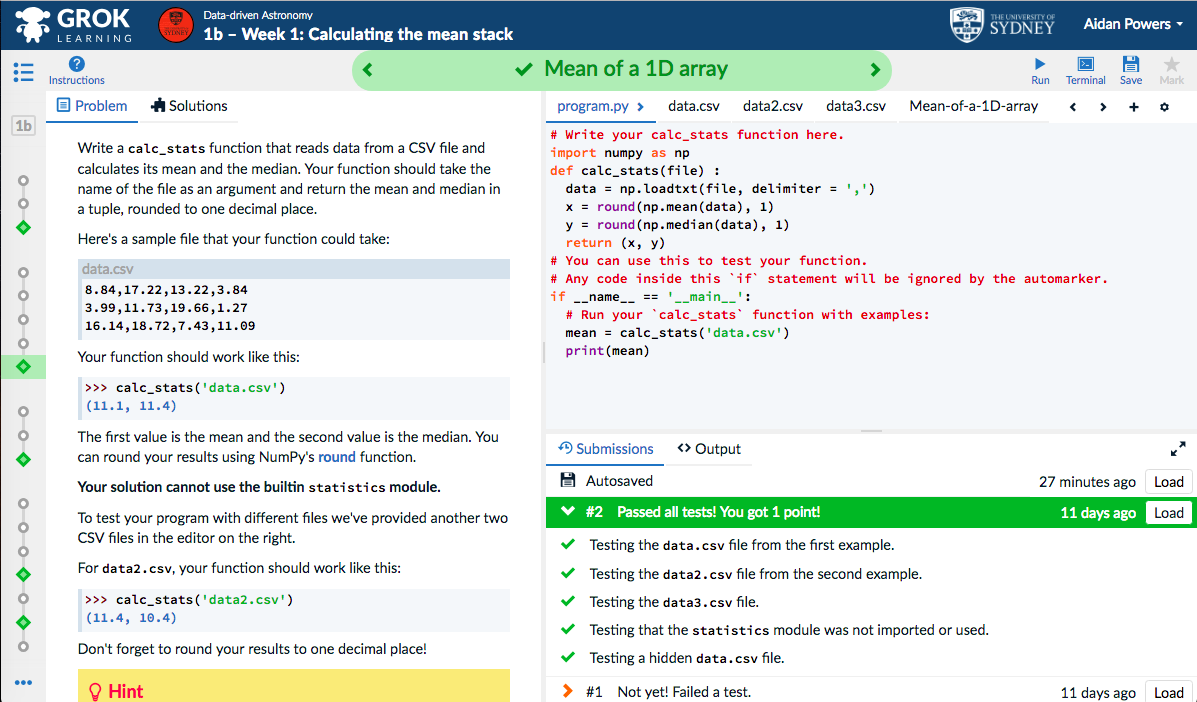 GROK
LEARNING
Data-driven Astronomy
1b – Week 1: Calculating the mean stack
THE UNIVERSITY OF
SYDNEY
Aidan Powers
Instructions
Mean of a 1D array
Run
Terminal
Save
Mark
Problem
Solutions
program.py
data.csv
data2.csv
data3.csv
Mean-of-a-1D-array
1b
Write a calc_stats function that reads data from a CSV file and
calculates its mean and the median. Your function should take the
name of the file as an argument and return the mean and median in
a tuple, rounded to one decimal place.
Here's a sample file that your function could take:
data.csv
8.84,17.22,13.22,3.84
3.99,11.73,19.66,1.27
16.14,18.72,7.43,11.09
Your function should work like this:
>>> calc_stats('data.csv')
(11.1, 11.4)
The first value is the mean and the second value is the median. You
can round your results using NumPy's round function.
Your solution cannot use the builtin statistics module.
To test your program with different files we've provided another two
CSV files in the editor on the right.
For data2.csv, your function should work like this:
>>> calc_stats('data2.csv')
(11.4, 10.4)
Don't forget to round your results to one decimal place!
Hint
# Write your calc_stats function here.
import numpy as np
def calc_stats(file) :
  data = np.loadtxt(file, delimiter = ',')
  x = round(np.mean(data), 1)
  y = round(np.median(data), 1)
  return (x, y)
# You can use this to test your function.
# Any code inside this `if` statement will be ignored by the automarker.
if __name__ == '__main__':
  # Run your `calc_stats` function with examples:
  mean = calc_stats('data.csv')
  print(mean)
Submissions
Output
Autosaved
27 minutes ago
Load
#2 Passed all tests! You got 1 point!
11 days ago
Load
Testing the data.csv file from the first example.
Testing the data2.csv file from the second example.
Testing the data3.csv file.
Testing that the statistics module was not imported or used.
Testing a hidden data.csv file.
#1 Not yet! Failed a test.
11 days ago
Load